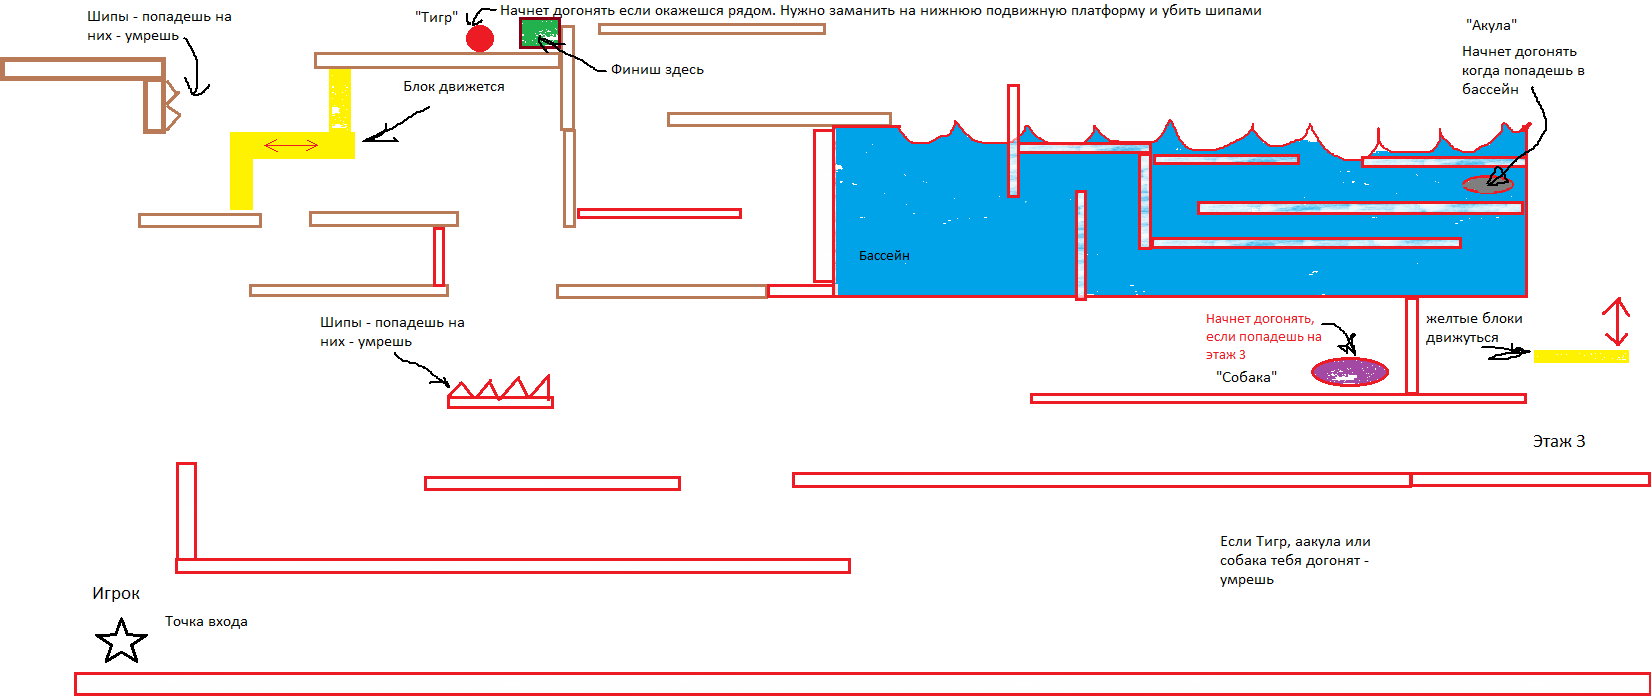 Шипы - попадешь на
них - умрешь
"Тигр"
Начнет догонять если окажешся рядом. Нужно заманить на нижнюю подвижную платформу и убить шипами
Финиш здесь
Блок движется
"Акула"
Начнет догонять
когда попадешь в
бассейн
Бассейн
Шипы - попадешь на
них - умрешь
Начнет догонять,
если попадешь на
этаж 3
"Собака"
желтые блоки
движуться
Этаж 3
Если Тигр, аакула или
собака тебя догонят -
умрешь
Игрок
Точка входа